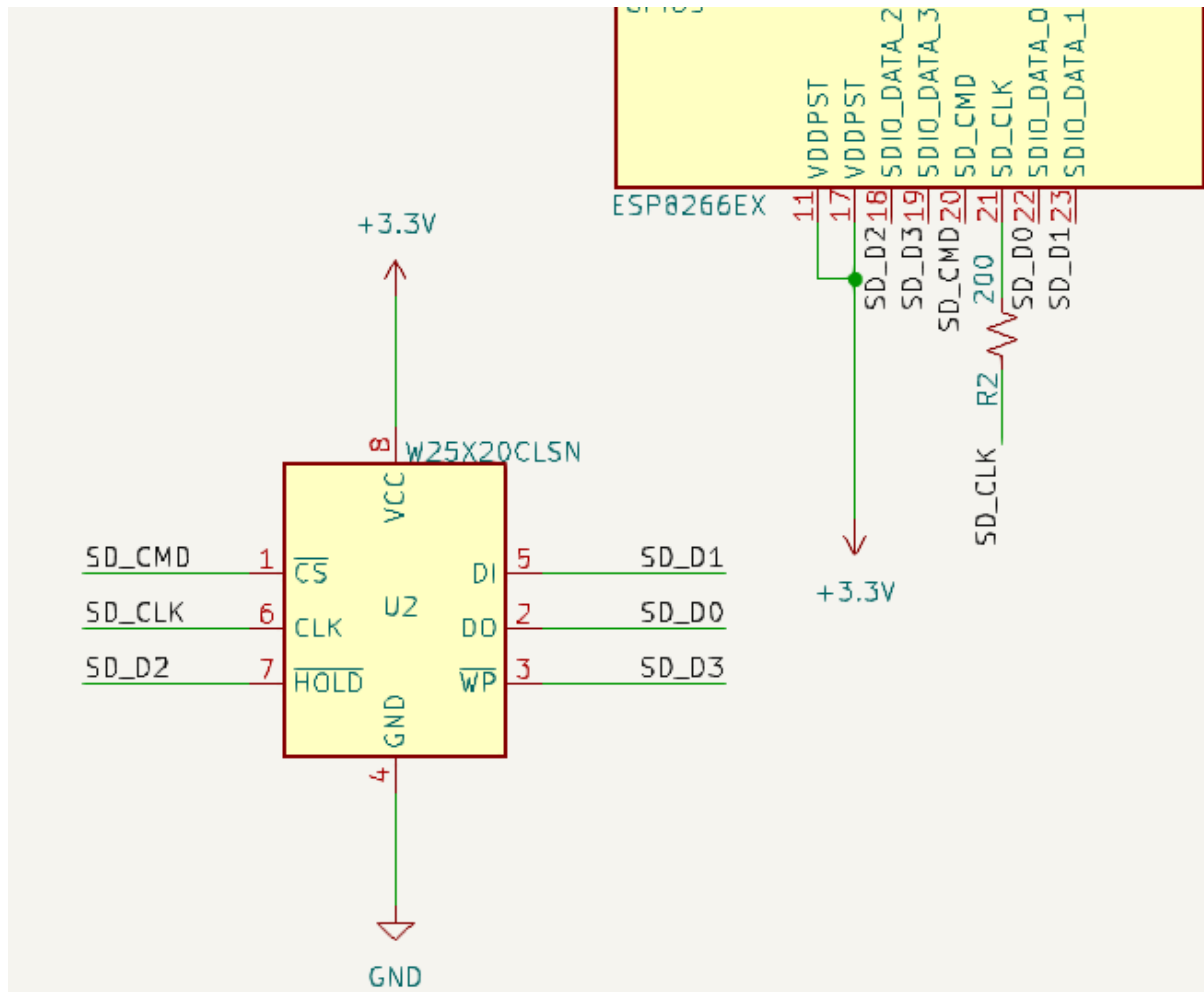 SDIO_DATA_2
SDIO_DATA_3
SD_CMD
SD_CLK
SDIO_DATA_0
SDIO_DATA_1
VDDPST
VDDPST
ESP8266EX
11
17
18
19
20
21
22
23
SD_D2
SD_D3
SD_CMD
200
SD_D0
SD_D1
R2
SD_CLK
+3.3V
+3.3V
8
W25X20CLSN
VCC
SD_CMD
1
CS
DI
5
SD_D1
U2
SD_CLK
6
CLK
DO
2
SD_D0
SD_D2
7
HOLD
WP
3
SD_D3
GND
4
GND